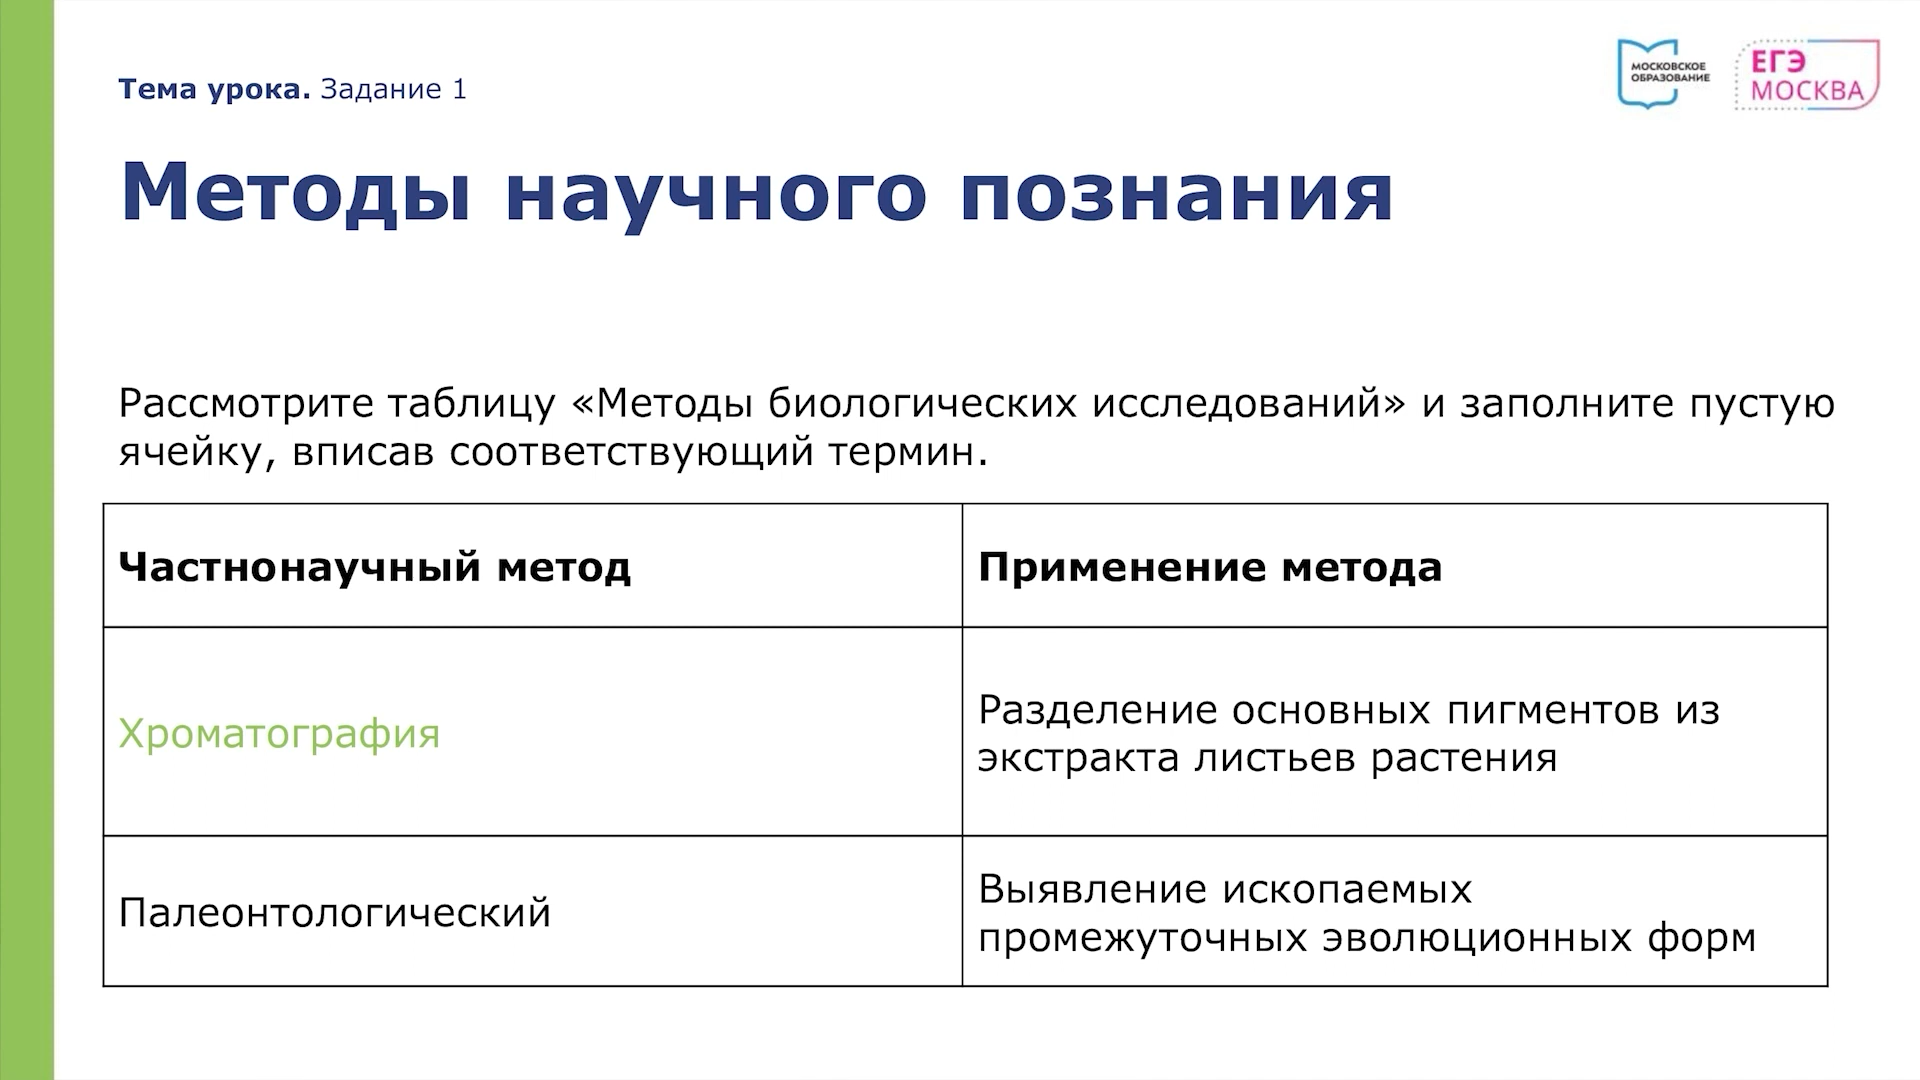 Тема урока. Задание 1
МОСКОВСКОЕ
ОБРАЗОВАНИЕ
ЕГЭ
МОСКВА
Методы научного познания
Рассмотрите таблицу «Методы биологических исследований» и заполните пустую
ячейку, вписав соответствующий термин.
Частнонаучный метод
Применение метода
Хроматография
Разделение основных пигментов из
экстракта листьев растения
Палеонтологический
Выявление ископаемых
промежуточных эволюционных форм